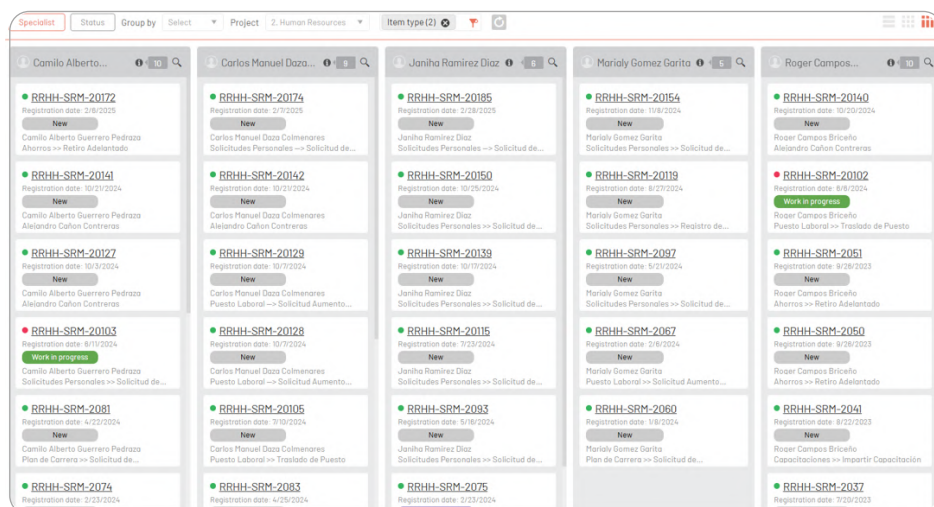 Specialist Status Group by Select Project 2. Human Resources Item type (2)
Camilo Alberto... 10
RRHH-SRM-20172
Registration date: 2/6/2025
New
Camilo Alberto Guerrero Pedraza
Ahorros >> Retiro Adelantado
RRHH-SRM-20141
Registration date: 10/21/2024
New
Camilo Alberto Guerrero Pedraza
Alejandro Cañon Contreras
RRHH-SRM-20127
Registration date: 10/3/2024
New
Camilo Alberto Guerrero Pedraza
Alejandro Cañon Contreras
RRHH-SRM-20103
Registration date: 6/11/2024
Work in progress
Camilo Alberto Guerrero Pedraza
Solicitudes Personales >> Solicitud de...
RRHH-SRM-2081
Registration date: 4/22/2024
New
Camilo Alberto Guerrero Pedraza
Plan de Carrera >> Solicitud de...
RRHH-SRM-2074
Registration date: 2/23/2024
Carlos Manuel Daza... 9
RRHH-SRM-20174
Registration date: 2/7/2025
New
Carlos Manuel Daza Colmenares
Solicitudes Personales --> Solicitud de...
RRHH-SRM-20142
Registration date: 10/21/2024
New
Carlos Manuel Daza Colmenares
Alejandro Cañon Contreras
RRHH-SRM-20129
Registration date: 10/7/2024
New
Carlos Manuel Daza Colmenares
Puesto Laboral --> Solicitud Aumento...
RRHH-SRM-20128
Registration date: 10/7/2024
New
Carlos Manuel Daza Colmenares
Puesto Laboral --> Solicitud Aumento...
RRHH-SRM-20105
Registration date: 7/10/2024
New
Carlos Manuel Daza Colmenares
Puesto Laboral >> Traslado de Puesto
RRHH-SRM-2083
Registration date: 4/25/2024
Janiha Ramirez Diaz 6
RRHH-SRM-20185
Registration date: 2/28/2025
New
Janiha Ramirez Diaz
Solicitudes Personales --> Solicitud de...
RRHH-SRM-20150
Registration date: 10/25/2024
New
Janiha Ramirez Diaz
Solicitudes Personales >> Solicitud de...
RRHH-SRM-20139
Registration date: 10/17/2024
New
Janiha Ramirez Diaz
Solicitudes Personales >> Solicitud de...
RRHH-SRM-20115
Registration date: 7/23/2024
New
Janiha Ramirez Diaz
Solicitudes Personales >> Solicitud de...
RRHH-SRM-2093
Registration date: 5/16/2024
New
Janiha Ramirez Diaz
Solicitudes Personales >> Solicitud de...
RRHH-SRM-2075
Registration date: 2/23/2024
Marialy Gomez Garita 5
RRHH-SRM-20154
Registration date: 11/8/2024
New
Marialy Gomez Garita
Solicitudes Personales >> Solicitud de...
RRHH-SRM-20119
Registration date: 8/27/2024
New
Marialy Gomez Garita
Solicitudes Personales >> Registro de...
RRHH-SRM-2097
Registration date: 5/21/2024
New
Marialy Gomez Garita
Solicitudes Personales >> Solicitud de...
RRHH-SRM-2067
Registration date: 2/6/2024
New
Marialy Gomez Garita
Puesto Laboral >> Solicitud Aumento...
RRHH-SRM-2060
Registration date: 1/8/2024
New
Marialy Gomez Garita
Plan de Carrera >> Solicitud de...
Roger Campos... 10
RRHH-SRM-20140
Registration date: 10/20/2024
New
Roger Campos Briceño
Alejandro Cañon Contreras
RRHH-SRM-20102
Registration date: 6/6/2024
Work in progress
Roger Campos Briceño
Puesto Laboral >> Traslado de Puesto
RRHH-SRM-2051
Registration date: 9/26/2023
New
Roger Campos Briceño
Ahorros >> Retiro Adelantado
RRHH-SRM-2050
Registration date: 9/26/2023
New
Roger Campos Briceño
Ahorros >> Retiro Adelantado
RRHH-SRM-2041
Registration date: 8/22/2023
New
Roger Campos Briceño
Capacitaciones >> Impartir Capacitación
RRHH-SRM-2037
Registration date: 7/20/2023